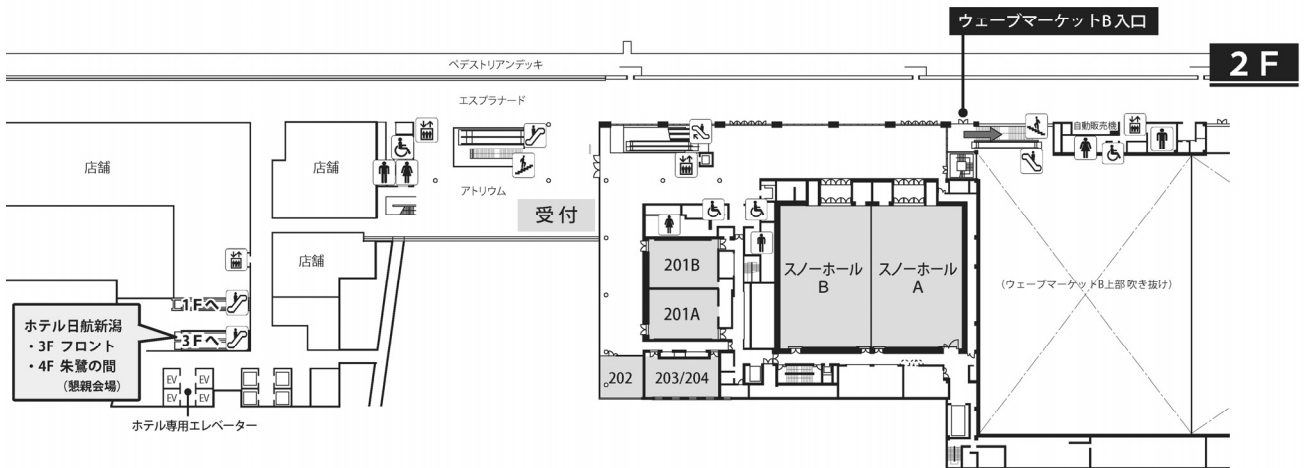 ウェーブマーケットB入口
2F
ペデストリアンデッキ
エスプラナード
自動販売機
店舗
店舗
アトリウム
受付
店舗
201B
スノーホール
B
スノーホール
A
(ウェーブマーケットB上部 吹き抜け)
1Fへ
201A
ホテル日航新潟
・3F フロント
・4F 朱鷺の間
(懇親会場)
3Fへ
202
203/204
EV
EV
EV
EV
ホテル専用エレベーター